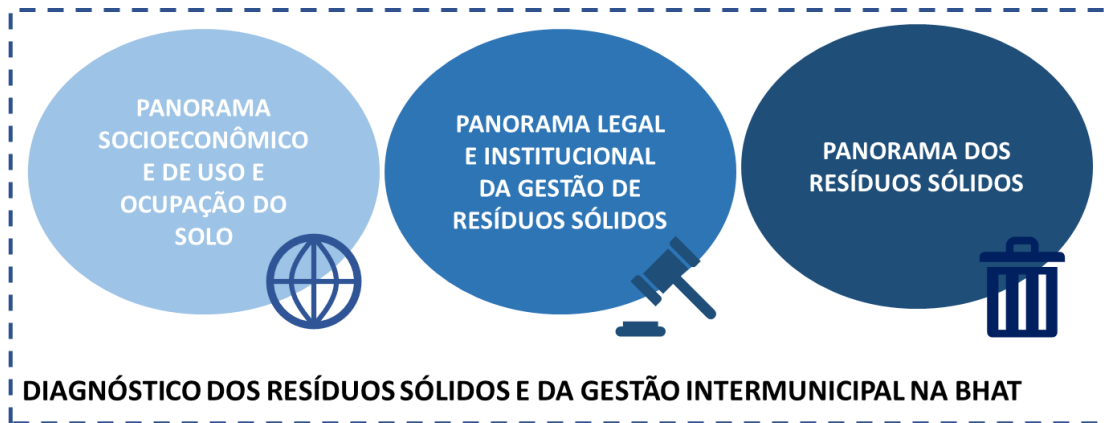 PANORAMA
SOCIOECONÔMICO
E DE USO E
OCUPAÇÃO DO
SOLO
PANORAMA LEGAL
E INSTITUCIONAL
DA GESTÃO DE
RESÍDUOS SÓLIDOS
PANORAMA DOS
RESÍDUOS SÓLIDOS
DIAGNÓSTICO DOS RESÍDUOS SÓLIDOS E DA GESTÃO INTERMUNICIPAL NA BHAT